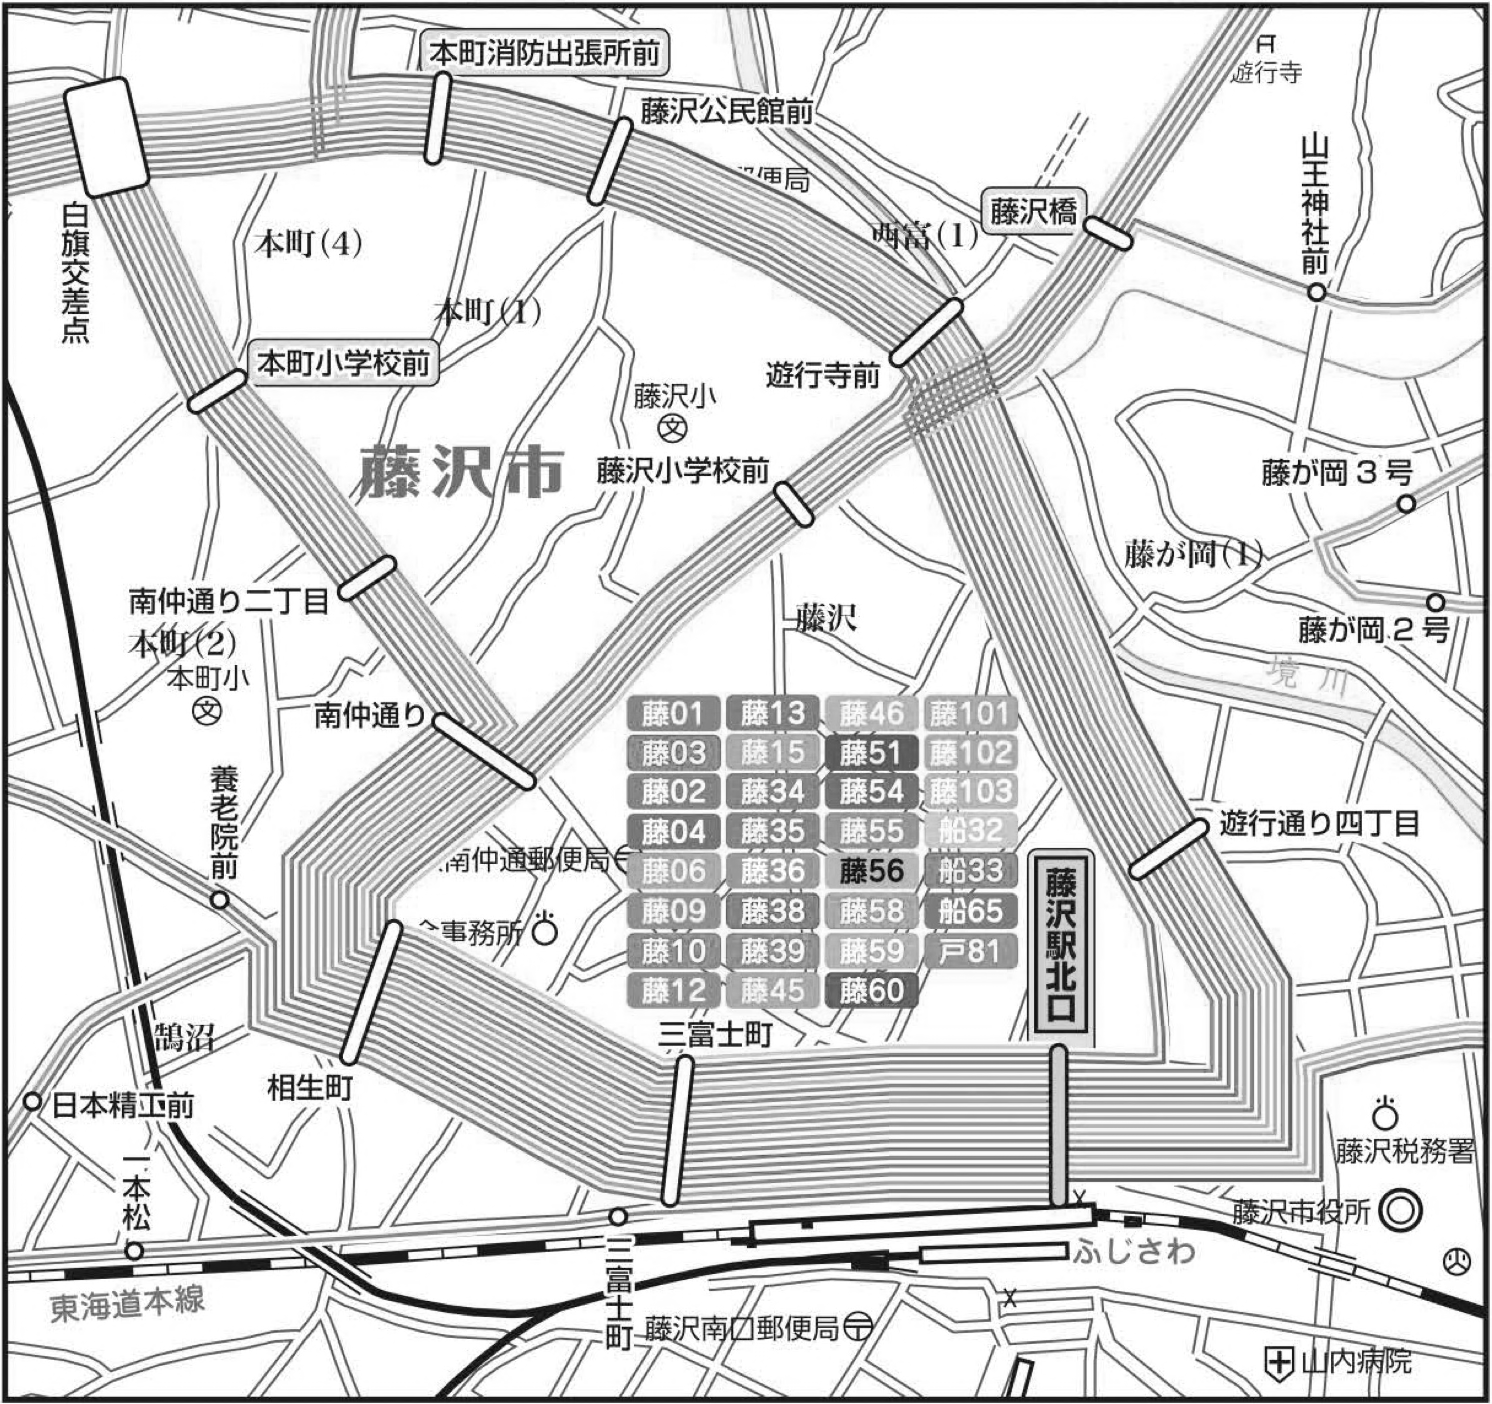 本町消防出張所前
藤沢公民館前
遊行寺
郵便局
山王神社前
白旗交差点
本町(4)
西富(1)
藤沢橋
本町(1)
本町小学校前
遊行寺前
藤沢小
藤沢市
藤沢小学校前
藤が岡3号
藤が岡(1)
南仲通り二丁目
藤沢
藤が岡2号
本町(2)
本町小
境川
南仲通り
藤01 藤13 藤46 藤101
藤03 藤15 藤51 藤102
藤02 藤34 藤54 藤103
藤04 藤35 藤55 船32
藤06 藤36 藤56 船33
藤09 藤38 藤58 船65
藤10 藤39 藤59 戸81
藤12 藤45 藤60
養老院前
遊行通り四丁目
南仲通郵便局
藤沢駅北口
事務所
三富士町
鵠沼
相生町
日本精工前
藤沢税務署
一本松
藤沢市役所
ふじさわ
三富士町
東海道本線
藤沢南口郵便局
山内病院